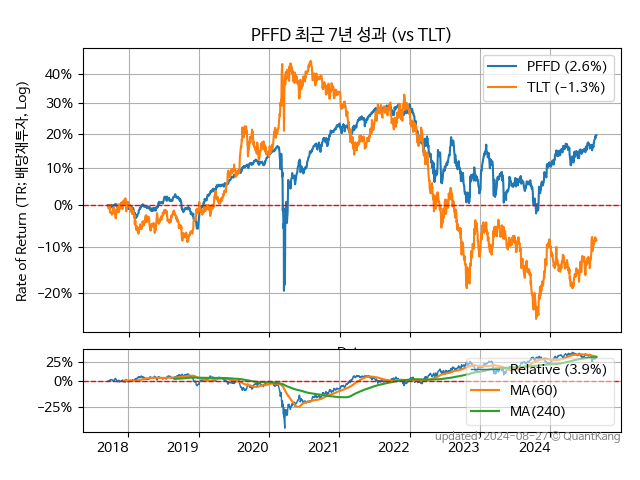 PFFD 최근 7년 성과 (vs TLT)
Rate of Return (TR: 배당재투자, Log)
40%
30%
20%
10%
0%
−10%
−20%
PFFD (2.6%)
TLT (−1.3%)
25%
0%
−25%
Relative (3.9%)
MA(60)
MA(240)
2018 2019 2020 2021 2022 2023 2024
updated: 2024-08-27 © QuantKang